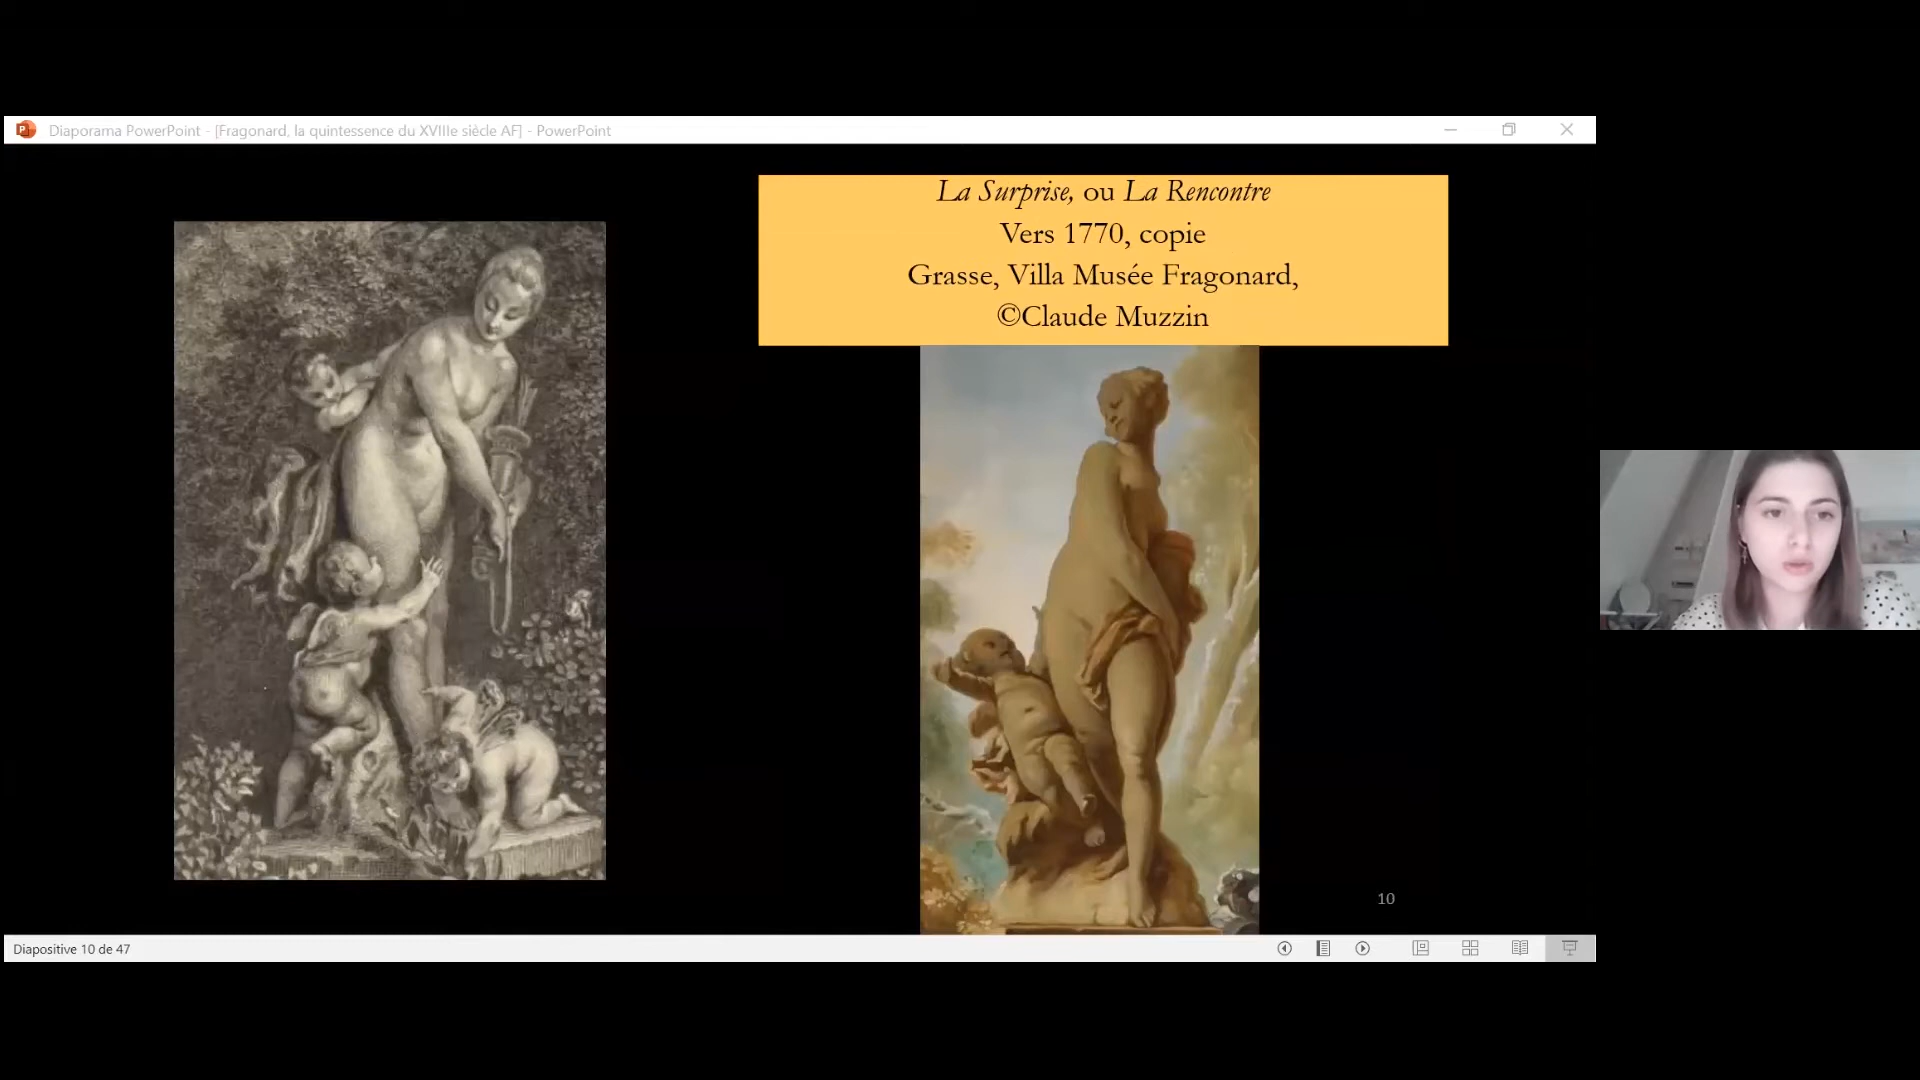 Diaporama PowerPoint - [Fragonard, la quintessence du XVIIIe siècle AF] - PowerPoint
La Surprise, ou La Rencontre
Vers 1770, copie
Grasse, Villa Musée Fragonard,
©Claude Muzzin
10
Diapositive 10 de 47